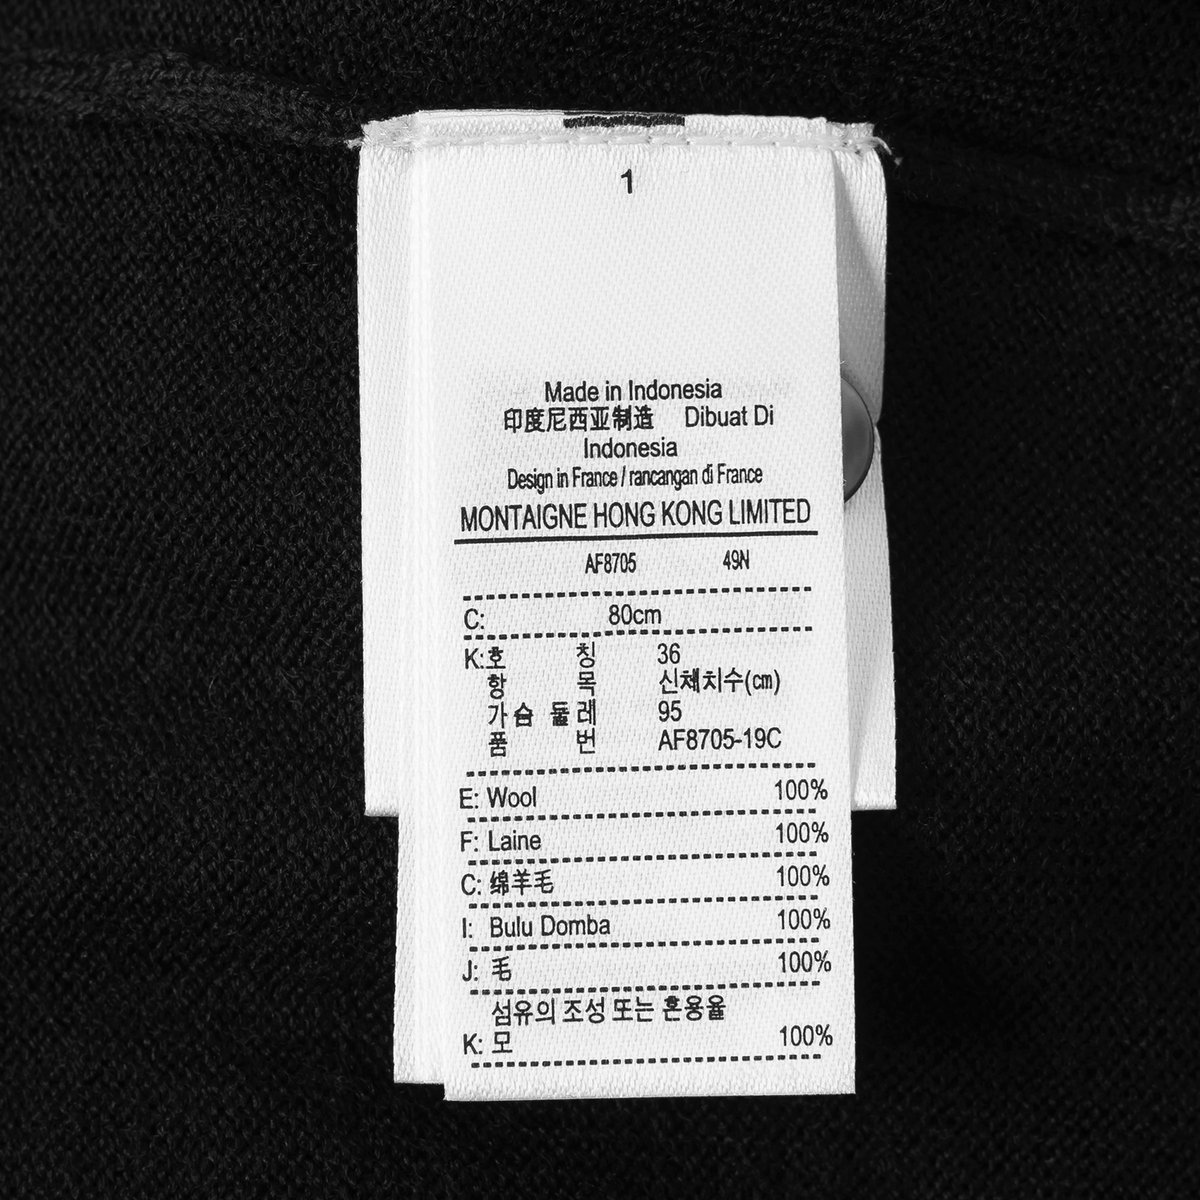 1
Made in Indonesia
印度尼西亚制造 Dibuat Di
Indonesia
Design in France / rancangan di France
MONTAIGNE HONG KONG LIMITED
AF8705 49N
C: 80cm
K:호 칭 36
항 목 신체치수(㎝)
가슴 둘레 95
품 번 AF8705-19C
E: Wool 100%
F: Laine 100%
C: 绵羊毛 100%
I: Bulu Domba 100%
J: 毛 100%
섬유의 조성 또는 혼용율
K: 모 100%